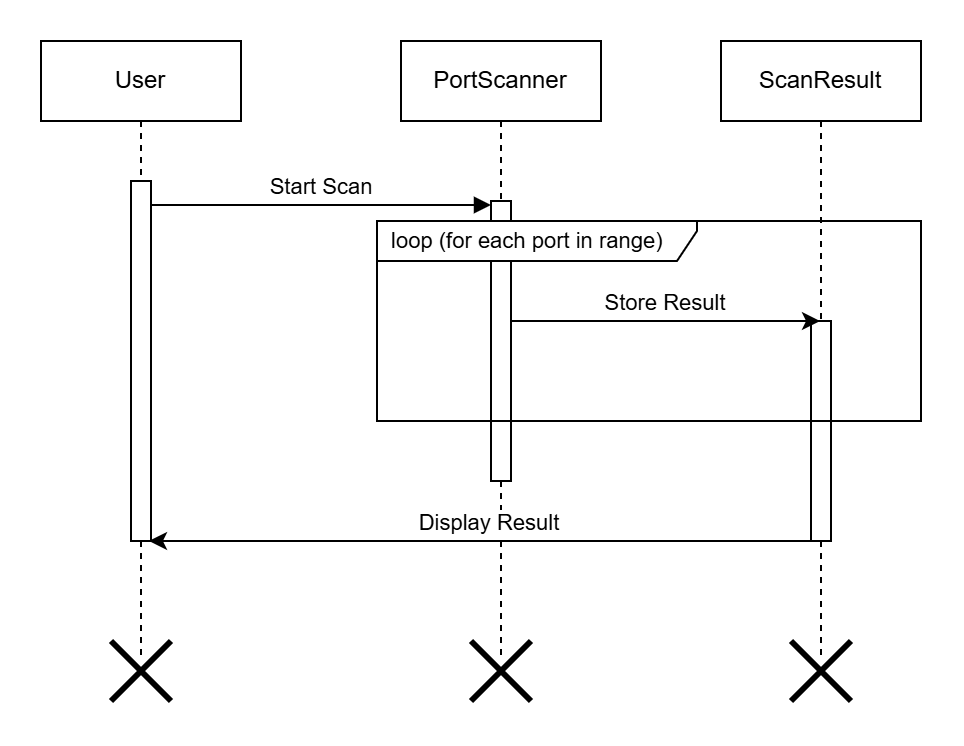 User
PortScanner
ScanResult
Start Scan
loop (for each port in range)
Store Result
Display Result